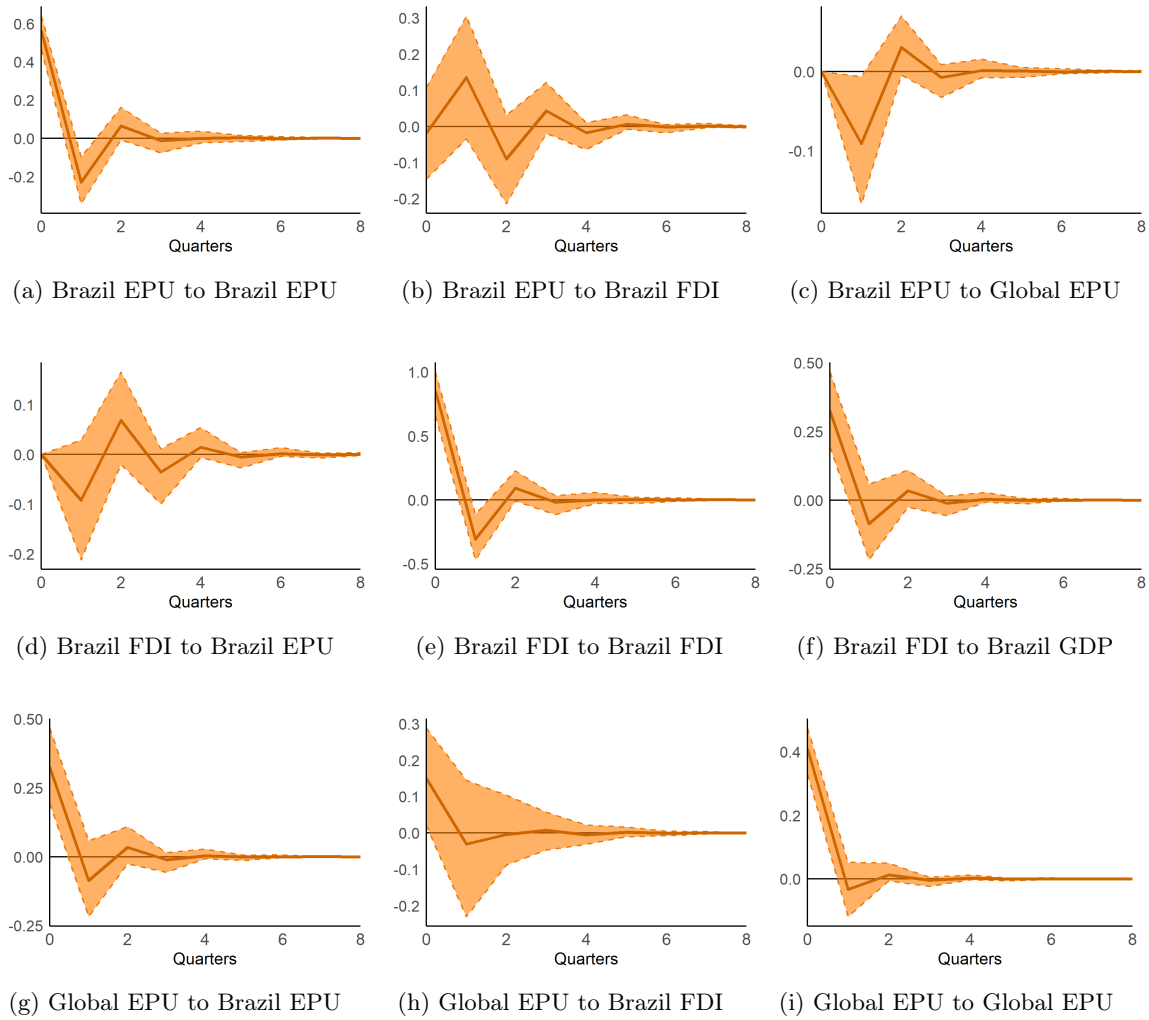 0.6
0.4
0.2
0.0
-0.2
0 2 4 6 8
Quarters
(a) Brazil EPU to Brazil EPU
0.3
0.2
0.1
0.0
-0.1
-0.2
0 2 4 6 8
Quarters
(b) Brazil EPU to Brazil FDI
0.0
-0.1
0 2 4 6 8
Quarters
(c) Brazil EPU to Global EPU
0.1
0.0
-0.1
-0.2
0 2 4 6 8
Quarters
(d) Brazil FDI to Brazil EPU
1.0
0.5
0.0
-0.5
0 2 4 6 8
Quarters
(e) Brazil FDI to Brazil FDI
0.50
0.25
0.00
-0.25
0 2 4 6 8
Quarters
(f) Brazil FDI to Brazil GDP
0.50
0.25
0.00
-0.25
0 2 4 6 8
Quarters
(g) Global EPU to Brazil EPU
0.3
0.2
0.1
0.0
-0.1
-0.2
0 2 4 6 8
Quarters
(h) Global EPU to Brazil FDI
0.4
0.2
0.0
0 2 4 6 8
Quarters
(i) Global EPU to Global EPU